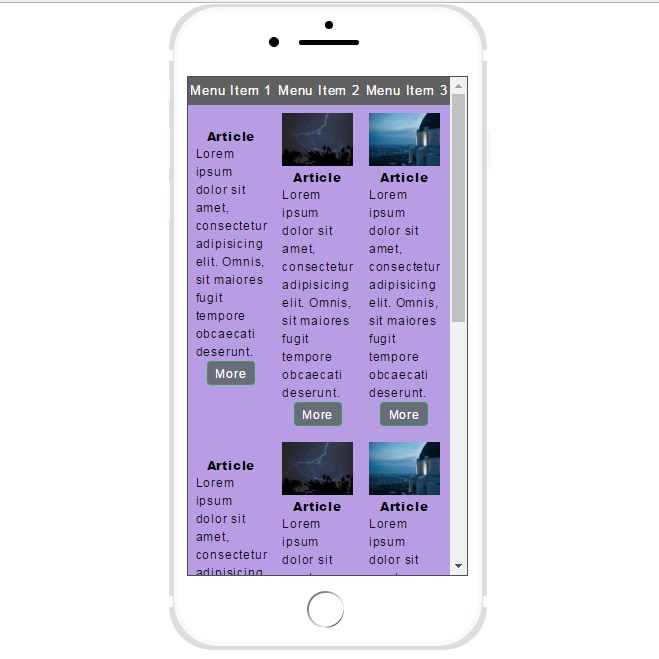 Menu Item 1 Menu Item 2 Menu Item 3
Article
Lorem
ipsum
dolor sit
amet,
consectetur
adipisicing
elit. Omnis,
sit maiores
fugit
tempore
obcaecati
deserunt.
More
Article
Lorem
ipsum
dolor sit
amet,
consectetur
adipisicing
elit. Omnis,
sit maiores
fugit
tempore
obcaecati
deserunt.
More
Article
Lorem
ipsum
dolor sit
amet,
consectetur
adipisicing
elit. Omnis,
sit maiores
fugit
tempore
obcaecati
deserunt.
More
Article
Lorem
ipsum
dolor sit
amet,
consectetur
adipisicing
Article
Lorem
ipsum
dolor sit
Article
Lorem
ipsum
dolor sit